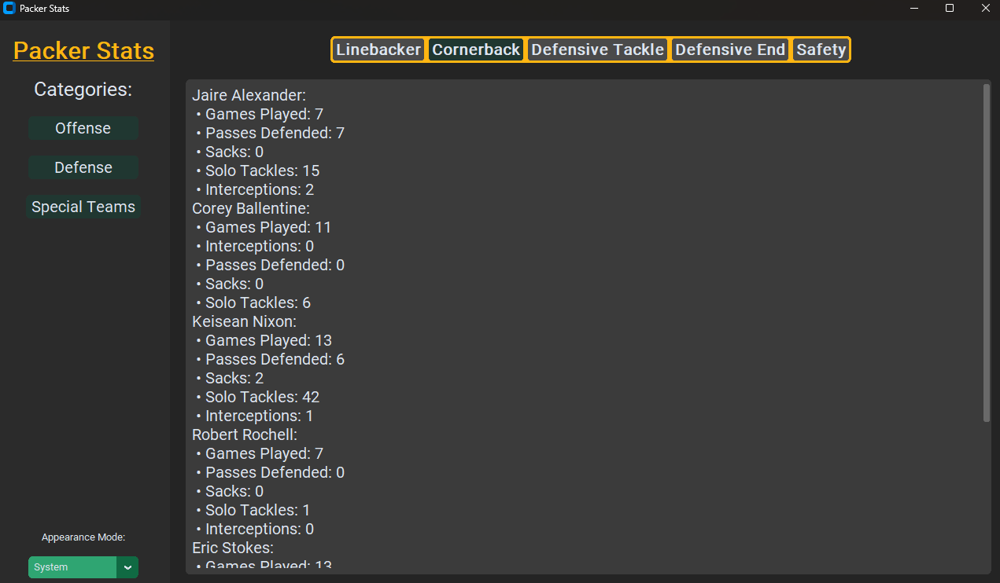 Packer Stats
Packer Stats
Categories:
Offense
Defense
Special Teams
Appearance Mode:
System
Linebacker Cornerback Defensive Tackle Defensive End Safety
Jaire Alexander:
• Games Played: 7
• Passes Defended: 7
• Sacks: 0
• Solo Tackles: 15
• Interceptions: 2
Corey Ballentine:
• Games Played: 11
• Interceptions: 0
• Passes Defended: 0
• Sacks: 0
• Solo Tackles: 6
Keisean Nixon:
• Games Played: 13
• Passes Defended: 6
• Sacks: 2
• Solo Tackles: 42
• Interceptions: 1
Robert Rochell:
• Games Played: 7
• Passes Defended: 0
• Sacks: 0
• Solo Tackles: 1
• Interceptions: 0
Eric Stokes:
• Games Played: 13